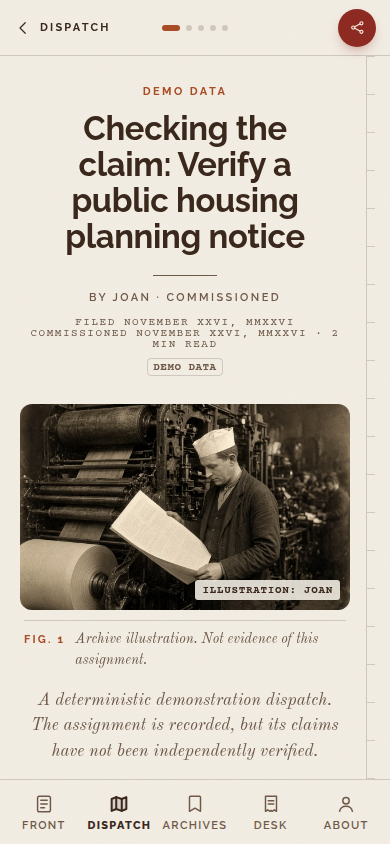 DISPATCH
DEMO DATA
Checking the
claim: Verify a
public housing
planning notice
BY JOAN · COMMISSIONED
FILED NOVEMBER XXVI, MMXXVI
COMMISSIONED NOVEMBER XXVI, MMXXVI · 2
MIN READ
DEMO DATA
ILLUSTRATION: JOAN
FIG. 1 Archive illustration. Not evidence of this
assignment.
A deterministic demonstration dispatch.
The assignment is recorded, but its claims
have not been independently verified.
FRONT DISPATCH ARCHIVES DESK ABOUT